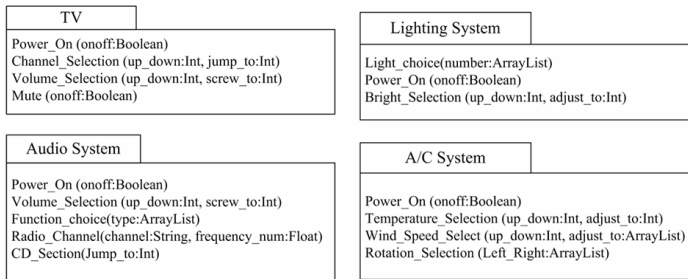 TV
Power_On (onoff:Boolean)
Channel_Selection (up_down:Int, jump_to:Int)
Volume_Selection (up_down:Int, screw_to:Int)
Mute (onoff:Boolean)
Lighting System
Light_choice(number:ArrayList)
Power_On (onoff:Boolean)
Bright_Selection (up_down:Int, adjust_to:Int)
Audio System
Power_On (onoff:Boolean)
Volume_Selection (up_down:Int, screw_to:Int)
Function_choice(type:ArrayList)
Radio_Channel(channel:String, frequency_num:Float)
CD_Section(Jump_to:Int)
A/C System
Power_On (onoff:Boolean)
Temperature_Selection (up_down:Int, adjust_to:Int)
Wind_Speed_Select (up_down:Int, adjust_to:ArrayList)
Rotation_Selection (Left_Right:ArrayList)